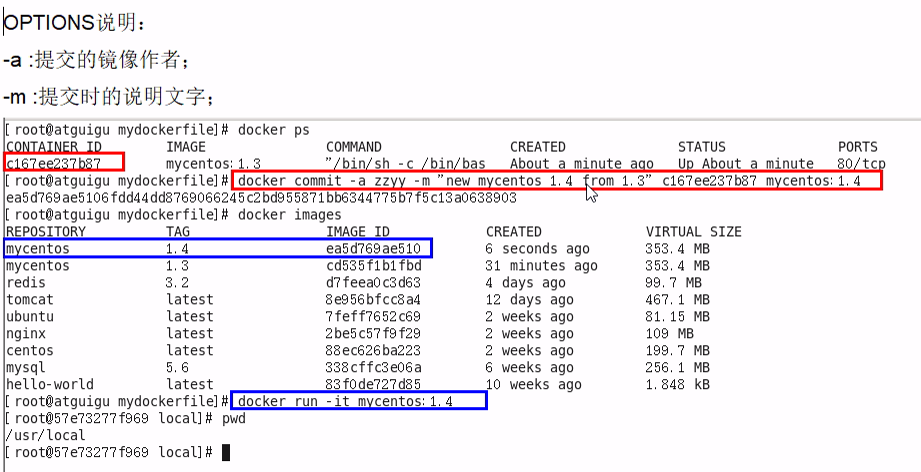 OPTIONS说明：
-a :提交的镜像作者；
-m :提交时的说明文字；
[root@atguigu mydockerfile]# docker ps
CONTAINER ID IMAGE COMMAND CREATED STATUS PORTS
c167ee237b87 mycentos:1.3 "/bin/sh -c /bin/bas About a minute ago Up About a minute 80/tcp
[root@atguigu mydockerfile]# docker commit -a zzyy -m "new mycentos 1.4 from 1.3" c167ee237b87 mycentos:1.4
ea5d769ae5106fdd44dd8769066245c2bd955871bb6344775b7f5c13a0638903
[root@atguigu mydockerfile]# docker images
REPOSITORY TAG IMAGE ID CREATED VIRTUAL SIZE
mycentos 1.4 ea5d769ae510 6 seconds ago 353.4 MB
mycentos 1.3 cd535f1b1fbd 31 minutes ago 353.4 MB
redis 3.2 d7feea0c3d63 4 days ago 99.7 MB
tomcat latest 8e956bfcc8a4 12 days ago 467.1 MB
ubuntu latest 7feff7652c69 2 weeks ago 81.15 MB
nginx latest 2be5c57f9f29 2 weeks ago 109 MB
centos latest 88ec626ba223 2 weeks ago 199.7 MB
mysql 5.6 338cffc3e06a 6 weeks ago 256.1 MB
hello-world latest 83f0de727d85 10 weeks ago 1.848 kB
[root@atguigu mydockerfile]# docker run -it mycentos:1.4
[root@57e73277f969 local]# pwd
/usr/local
[root@57e73277f969 local]#